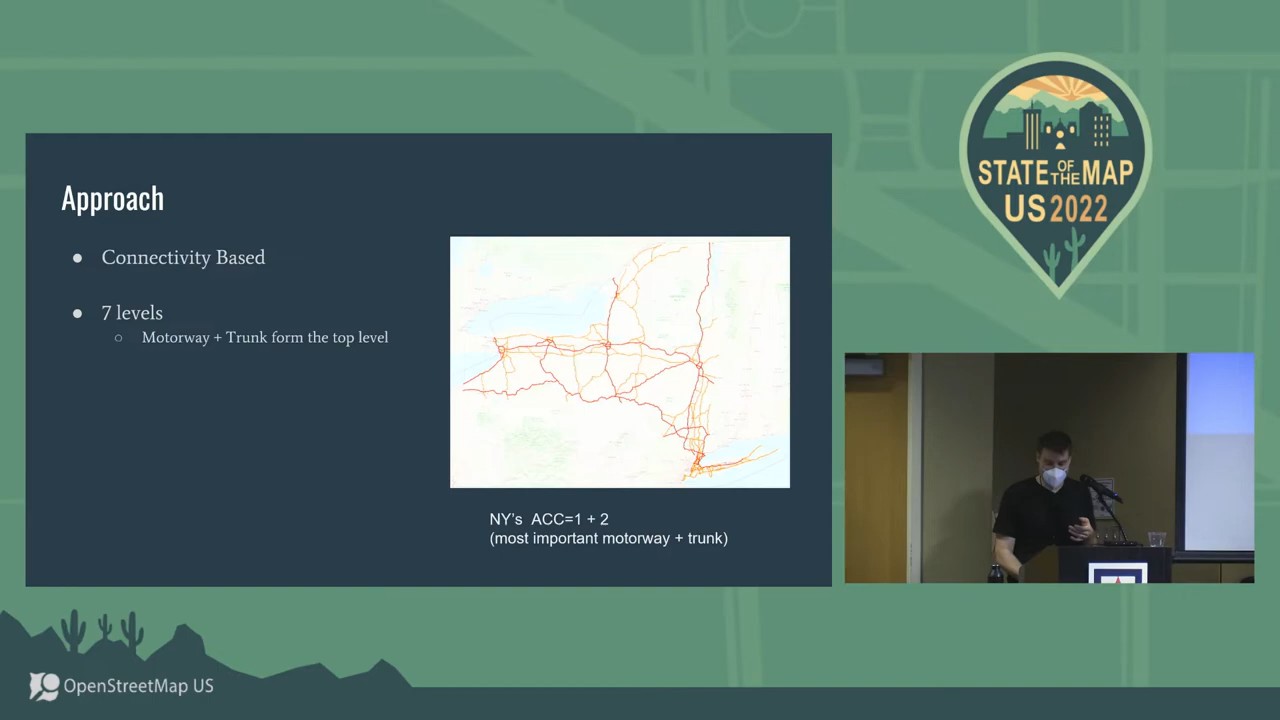 Approach
● Connectivity Based
● 7 levels
○ Motorway + Trunk form the top level
NY's ACC=1 + 2
(most important motorway + trunk)
STATE OF THE MAP
US 2022
OpenStreetMap US